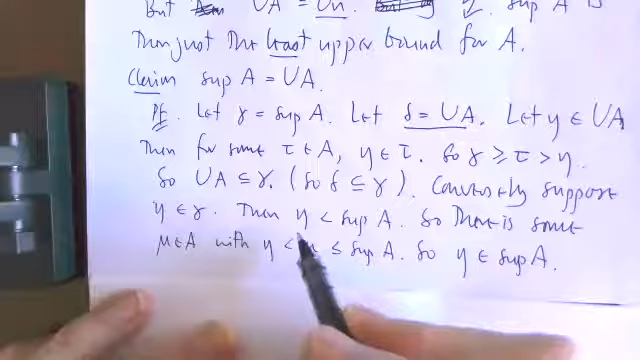 But UA = Un. sup A is
Then just the least upper bound for A.
Claim sup A = UA.
Pf. Let γ = sup A. Let δ = UA. Let η ∈ UA
Then for some τ ∈ A, η ∈ τ. So γ ≥ τ > η.
So UA ⊆ γ. (So δ ⊆ γ). Conversely suppose
η ∈ γ. Then η < sup A. So there is some
μ ∈ A with η < μ ≤ sup A. So η ∈ sup A.